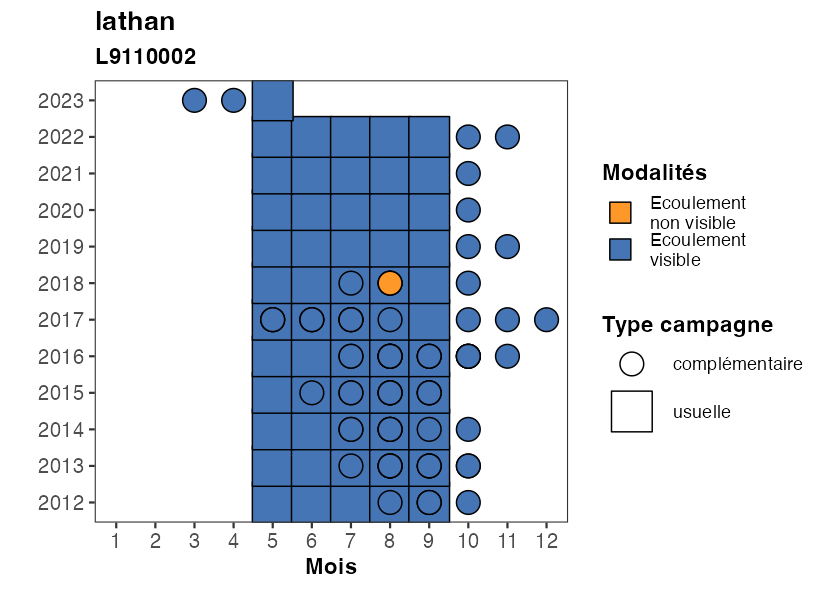 lathan
L9110002
2023
2022
2021
2020
2019
2018
2017
2016
2015
2014
2013
2012
1 2 3 4 5 6 7 8 9 10 11 12
Mois
Modalités
Ecoulement
non visible
Ecoulement
visible
Type campagne
complémentaire
usuelle